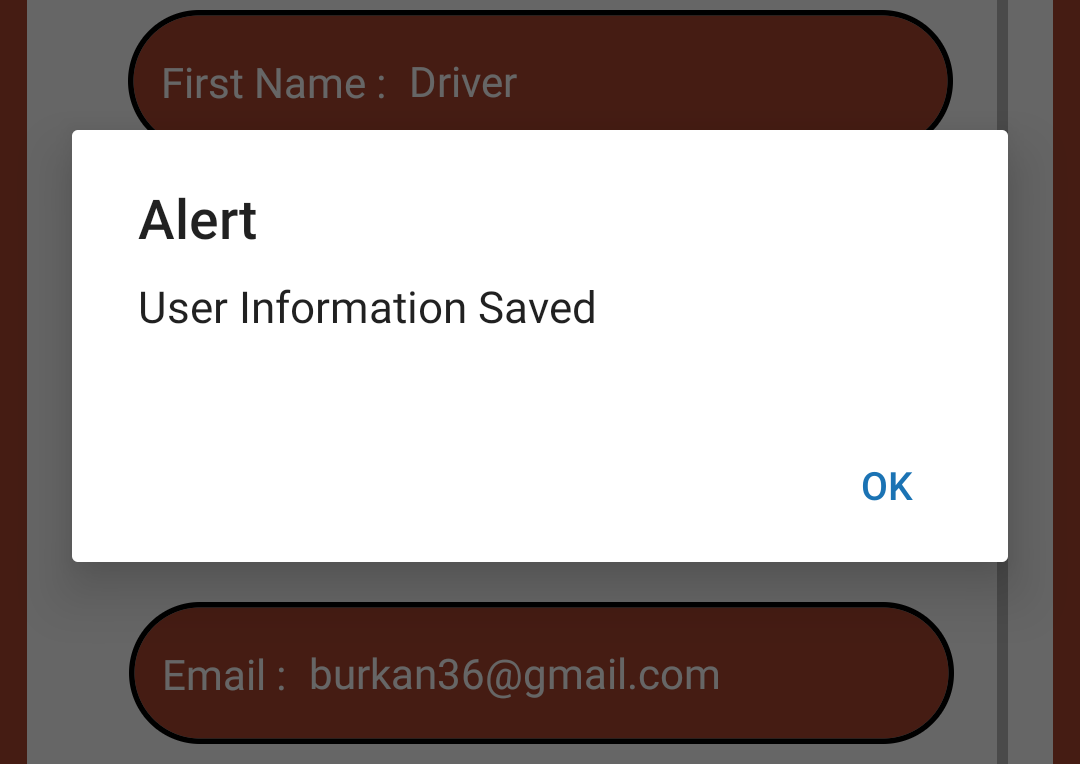 First Name : Driver
Alert
User Information Saved
OK
Email : burkan36@gmail.com